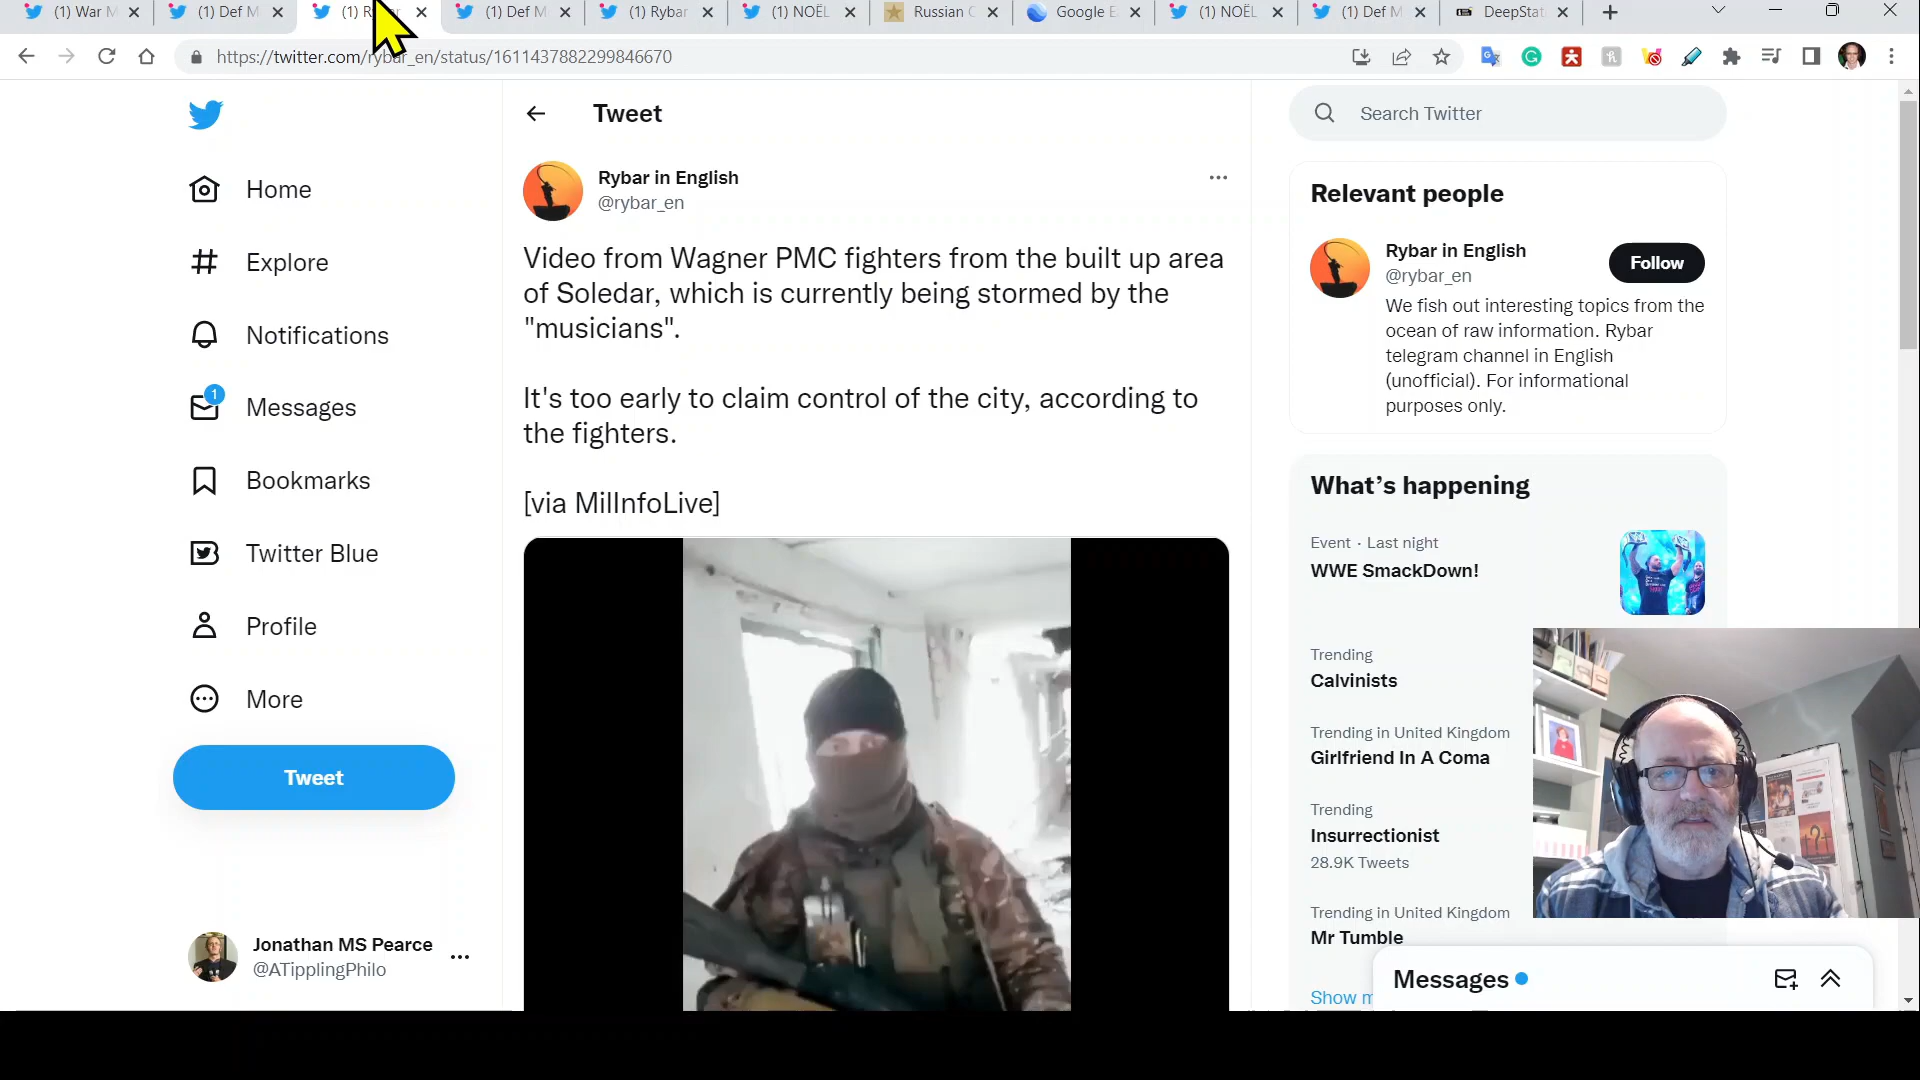 (1) War M
(1) Def M
(1) Ry
(1) Def M
(1) Rybar
(1) NOËL
Russian
Google E
(1) NOËL
(1) Def M
DeepStat
https://twitter.com/rybar_en/status/1611437882299846670
Home
Explore
Notifications
1
Messages
Bookmarks
Twitter Blue
Profile
More
Tweet
Jonathan MS Pearce
@ATipplingPhilo
Tweet
Rybar in English
@rybar_en
Video from Wagner PMC fighters from the built up area
of Soledar, which is currently being stormed by the
"musicians".
It's too early to claim control of the city, according to
the fighters.
[via MilInfoLive]
Search Twitter
Relevant people
Rybar in English
@rybar_en
Follow
We fish out interesting topics from the
ocean of raw information. Rybar
telegram channel in English
(unofficial). For informational
purposes only.
What's happening
Event · Last night
WWE SmackDown!
Trending
Calvinists
Trending in United Kingdom
Girlfriend In A Coma
Trending
Insurrectionist
28.9K Tweets
Trending in United Kingdom
Mr Tumble
Show m
Messages